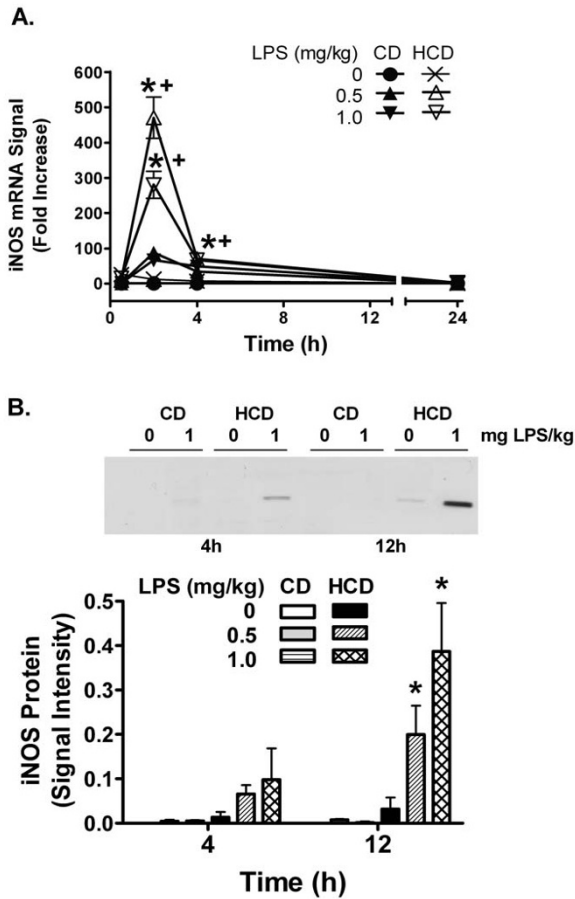 A.
LPS (mg/kg) CD HCD
0
0.5
1.0
iNOS mRNA Signal
(Fold Increase)
600
500
400
300
200
100
0
*+
*+
*+
0 4 8 12 24
Time (h)
B.
CD HCD CD HCD
0 1 0 1 0 1 0 1 mg LPS/kg
4h 12h
LPS (mg/kg) CD HCD
0
0.5
1.0
iNOS Protein
(Signal Intensity)
0.5
0.4
0.3
0.2
0.1
0.0
*
*
4 12
Time (h)